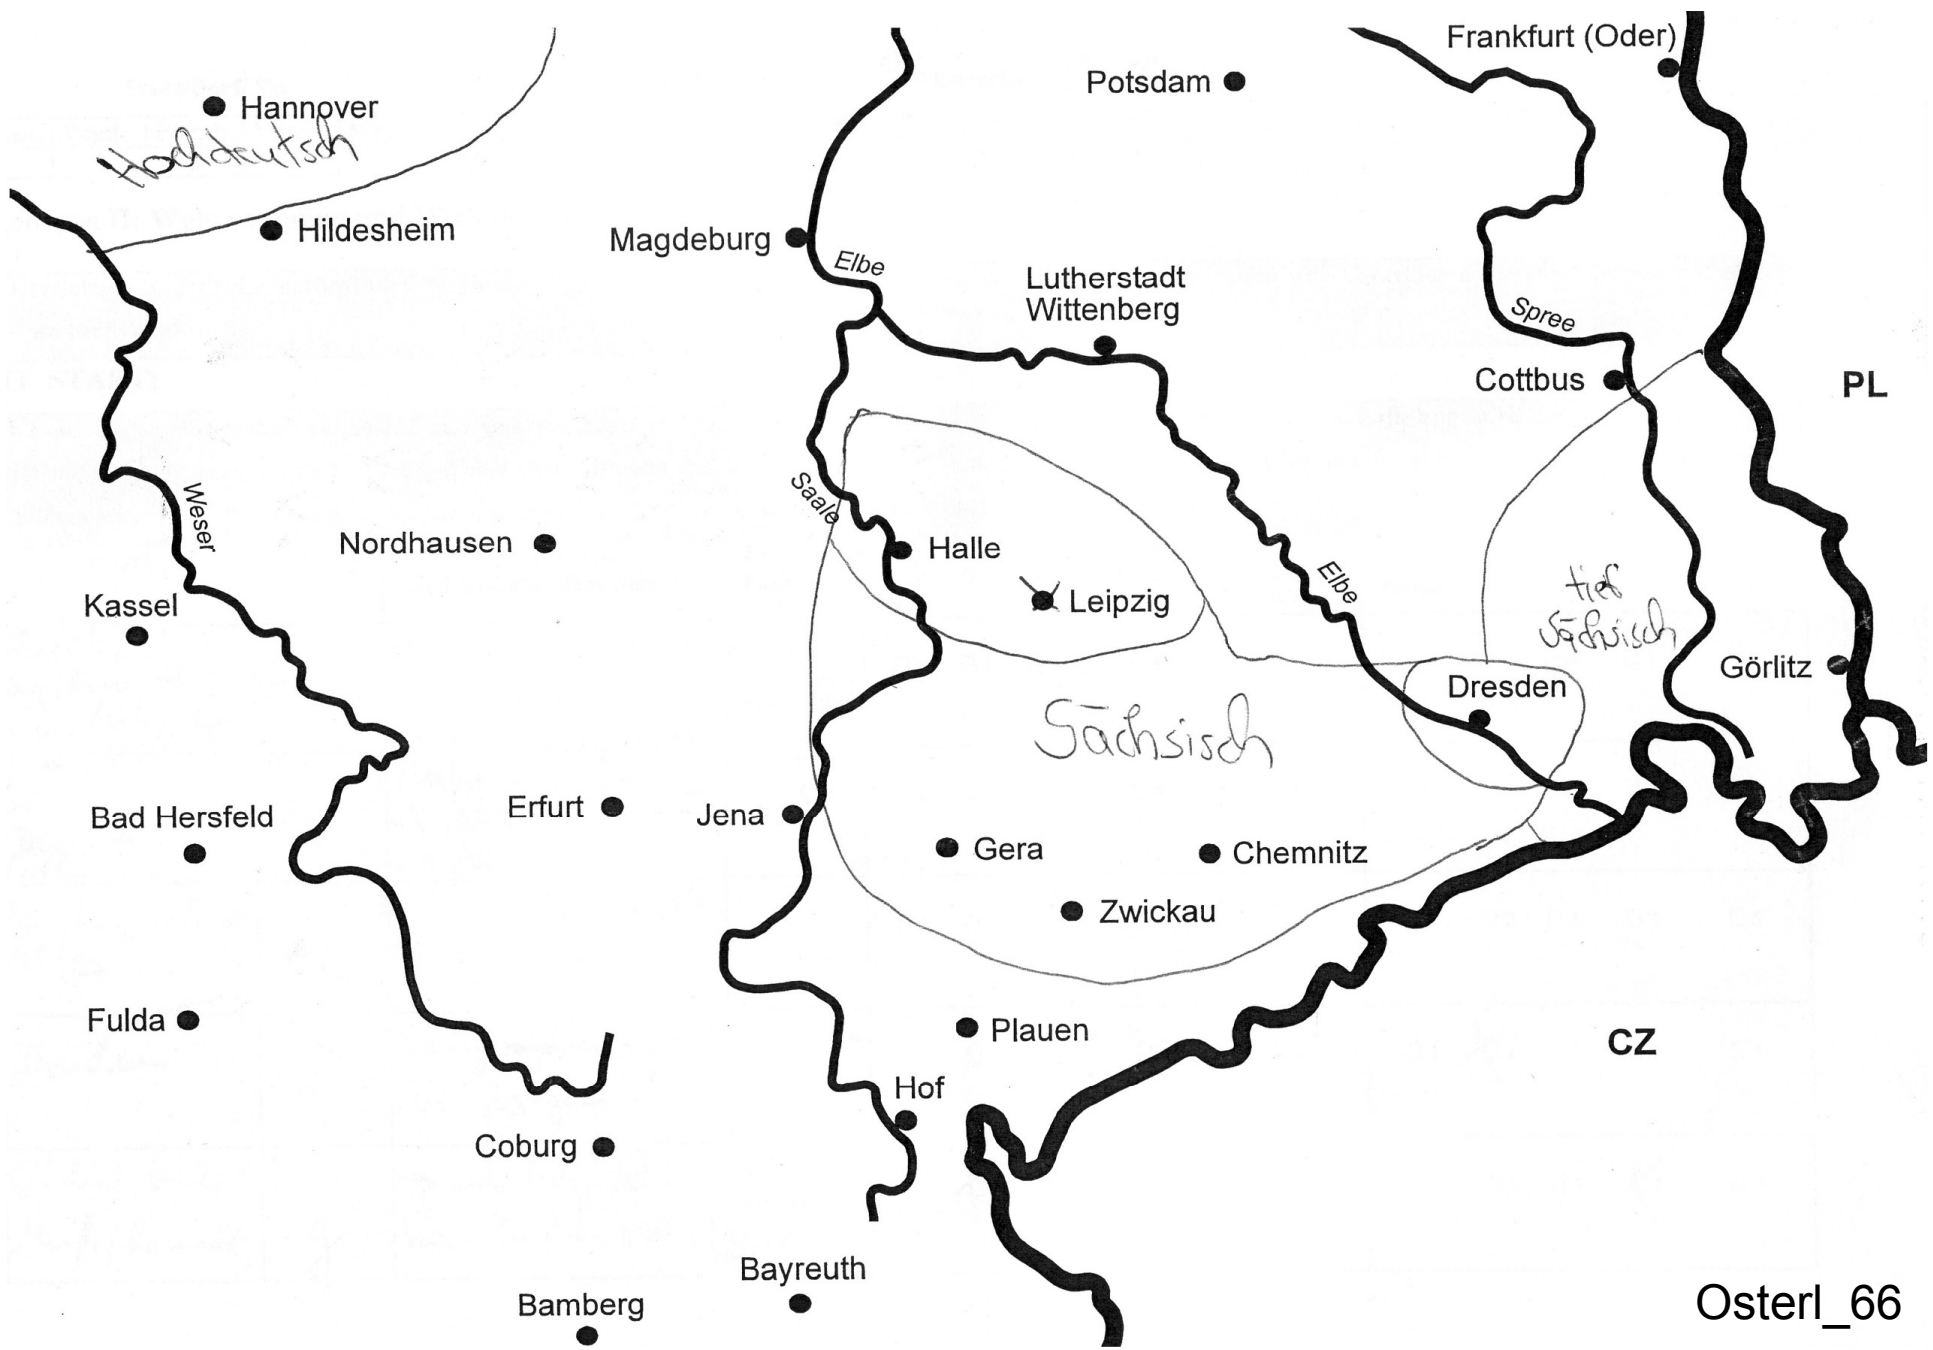 Frankfurt (Oder)
Potsdam
Hannover
Hochdeutsch
Hildesheim
Magdeburg
Elbe
Lutherstadt
Wittenberg
Spree
Cottbus
PL
Saale
Weser
Nordhausen
Halle
Leipzig
Elbe
Kassel
tief
Sächsisch
Görlitz
Dresden
Sächsisch
Bad Hersfeld
Erfurt
Jena
Gera
Chemnitz
Zwickau
Fulda
Plauen
CZ
Hof
Coburg
Bayreuth
Bamberg
Osterl_66